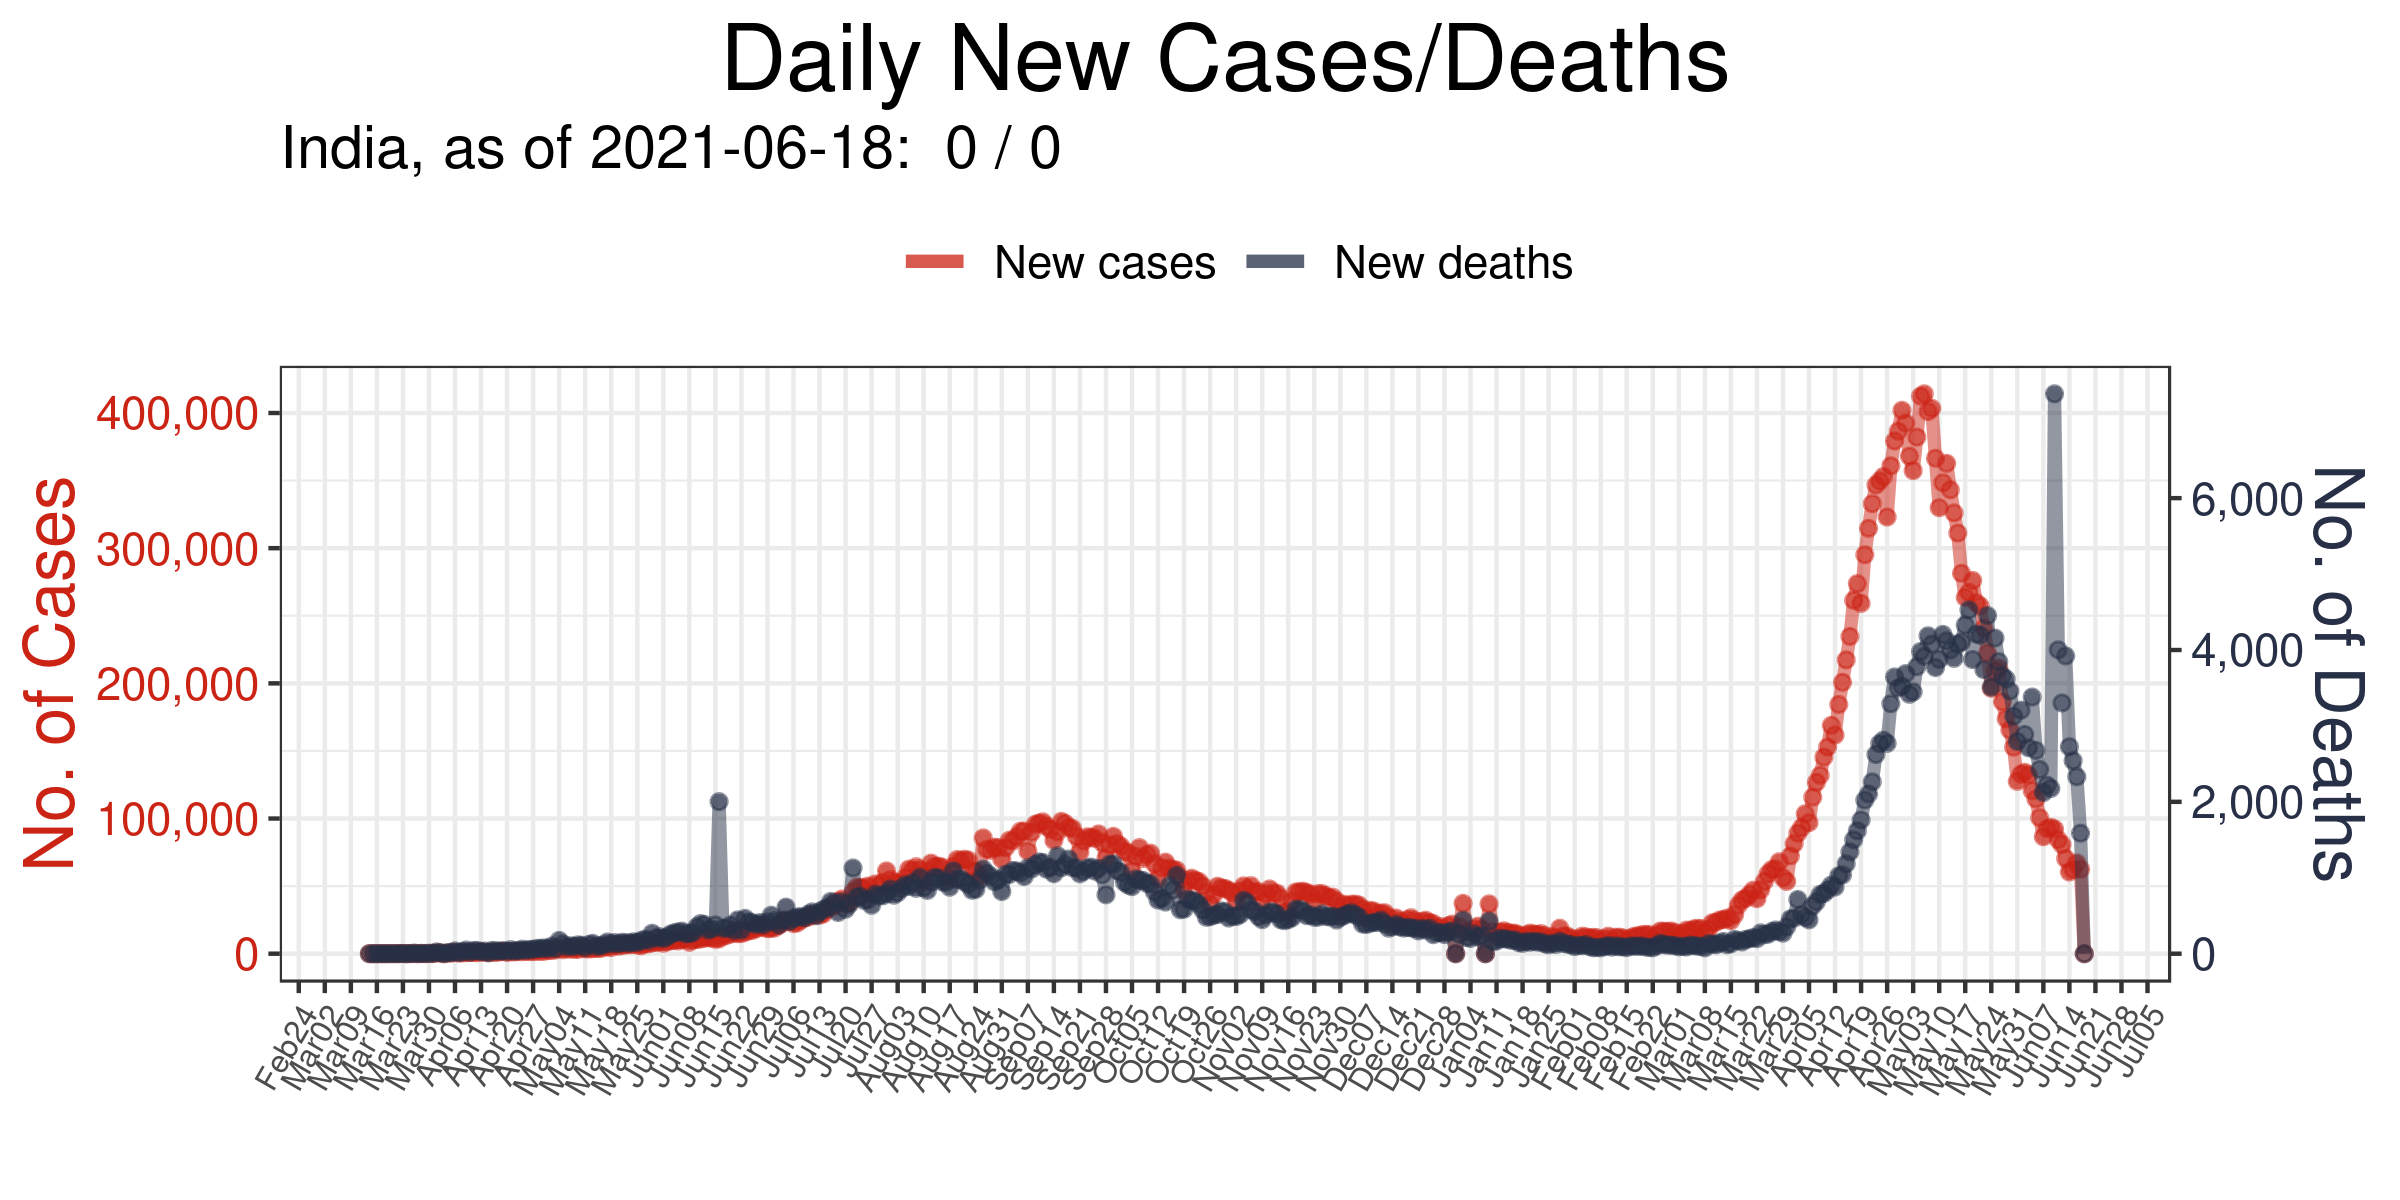 Daily New Cases/Deaths
India, as of 2021-06-18:  0 / 0
New cases New deaths
No. of Cases
400,000
300,000
200,000
100,000
0
No. of Deaths
6,000
4,000
2,000
0
Feb24 Mar02 Mar09 Mar16 Mar23 Mar30 Apr06 Apr13 Apr20 Apr27 May04 May11 May18 May25 Jun01 Jun08 Jun15 Jun22 Jun29 Jul06 Jul13 Jul20 Jul27 Aug03 Aug10 Aug17 Aug24 Aug31 Sep07 Sep14 Sep21 Sep28 Oct05 Oct12 Oct19 Oct26 Nov02 Nov09 Nov16 Nov23 Nov30 Dec07 Dec14 Dec21 Dec28 Jan04 Jan11 Jan18 Jan25 Feb01 Feb08 Feb15 Feb22 Mar01 Mar08 Mar15 Mar22 Mar29 Apr05 Apr12 Apr19 Apr26 May03 May10 May17 May24 May31 Jun07 Jun14 Jun21 Jun28 Jul05